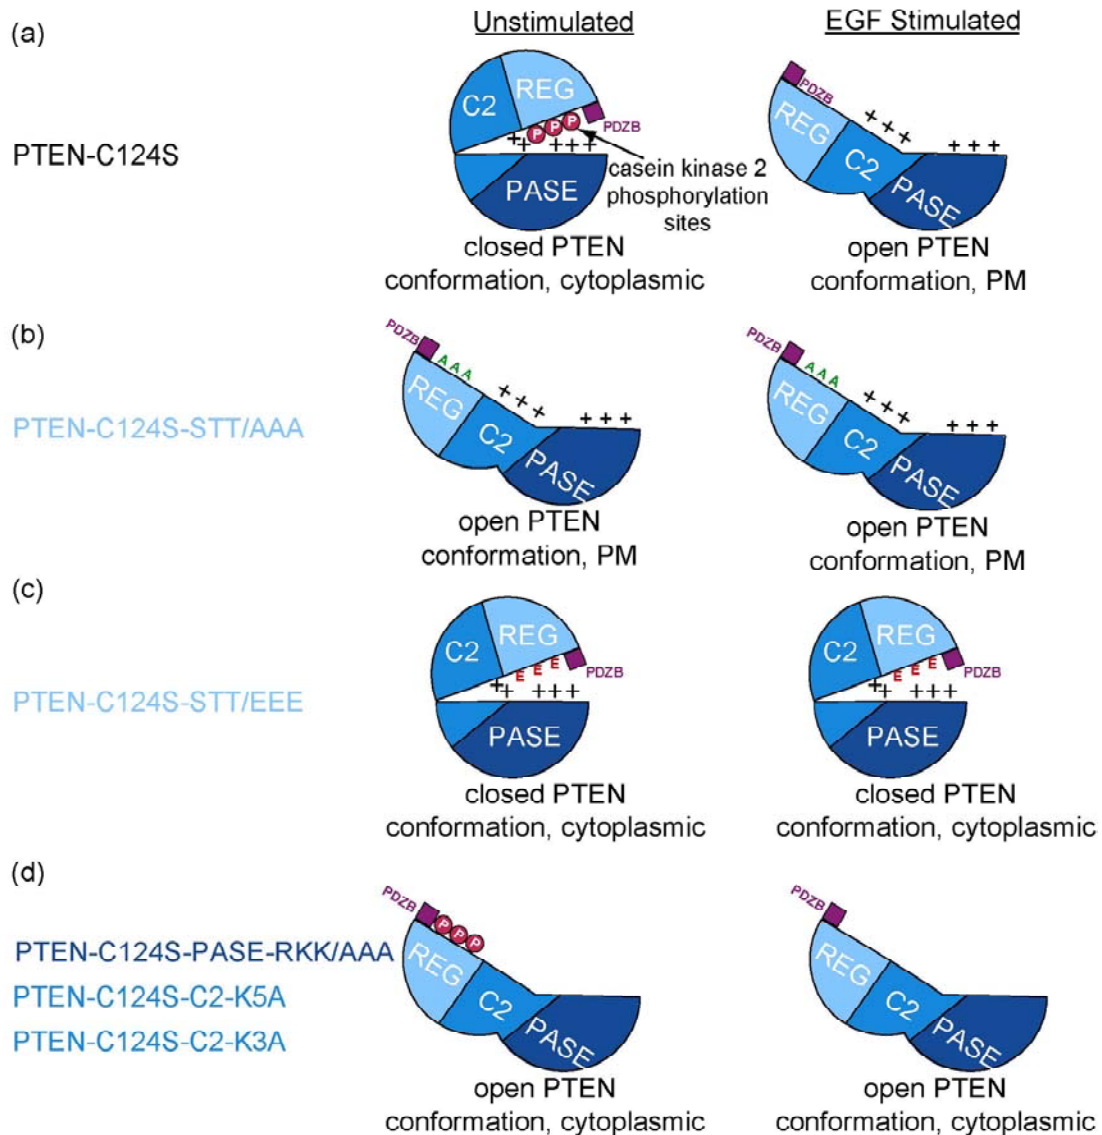 (a)
Unstimulated
EGF Stimulated
PTEN-C124S
C2
REG
P
P
P
PDZB
+
+
+++
PASE
casein kinase 2
phosphorylation
sites
closed PTEN
conformation, cytoplasmic
PDZB
REG
C2
PASE
+++
+++
open PTEN
conformation, PM
(b)
PTEN-C124S-STT/AAA
PDZB
AAA
REG
C2
PASE
+++
+++
open PTEN
conformation, PM
PDZB
AAA
REG
C2
PASE
+++
+++
open PTEN
conformation, PM
(c)
PTEN-C124S-STT/EEE
C2
REG
E
E
E
PDZB
+
+
+++
PASE
closed PTEN
conformation, cytoplasmic
C2
REG
E
E
E
PDZB
+
+
+++
PASE
closed PTEN
conformation, cytoplasmic
(d)
PTEN-C124S-PASE-RKK/AAA
PTEN-C124S-C2-K5A
PTEN-C124S-C2-K3A
PDZB
P
P
P
REG
C2
PASE
open PTEN
conformation, cytoplasmic
PDZB
REG
C2
PASE
open PTEN
conformation, cytoplasmic